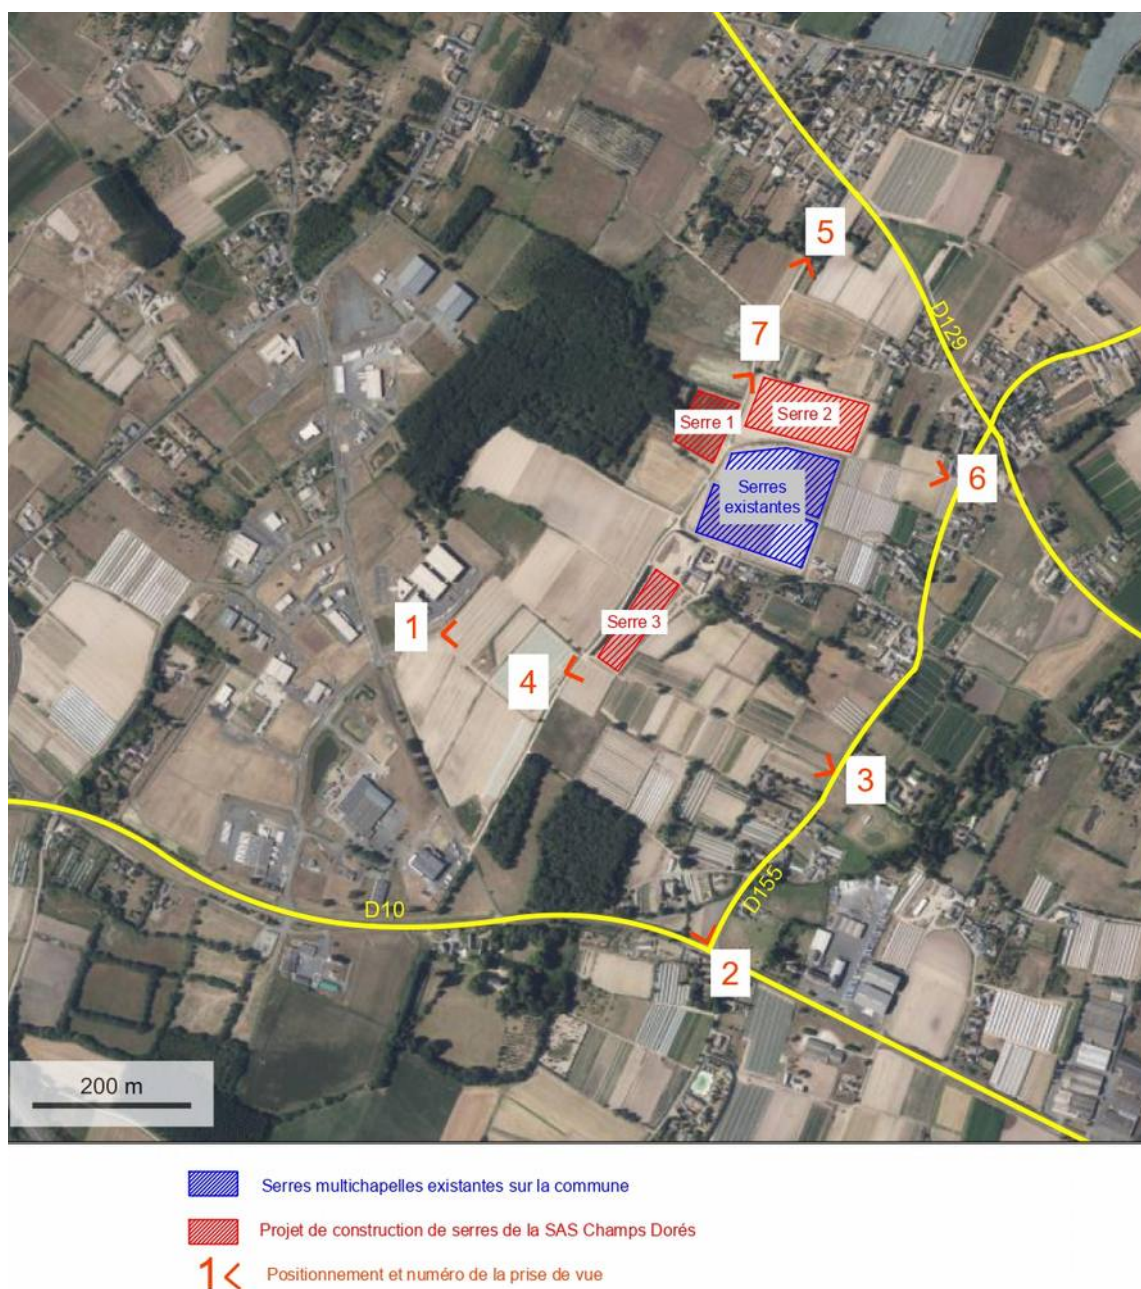 5
D129
7
Serre 1
Serre 2
6
Serres
existantes
1
Serre 3
4
3
D155
D10
2
200 m
Serres multichapelles existantes sur la commune
Projet de construction de serres de la SAS Champs Dorés
1
Positionnement et numéro de la prise de vue